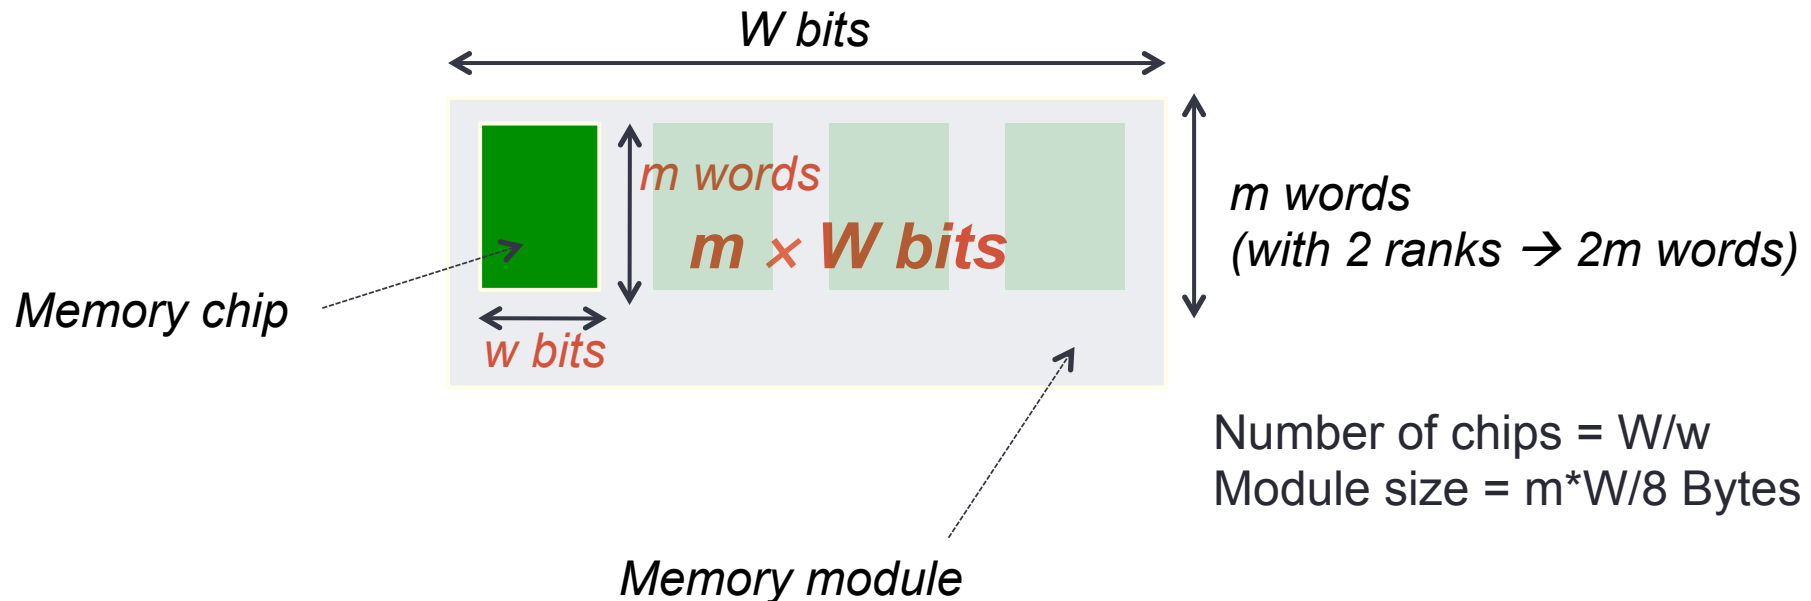 W bits
m words
m × W bits
w bits
Memory chip
m words
(with 2 ranks → 2m words)
Number of chips = W/w
Module size = m*W/8 Bytes
Memory module